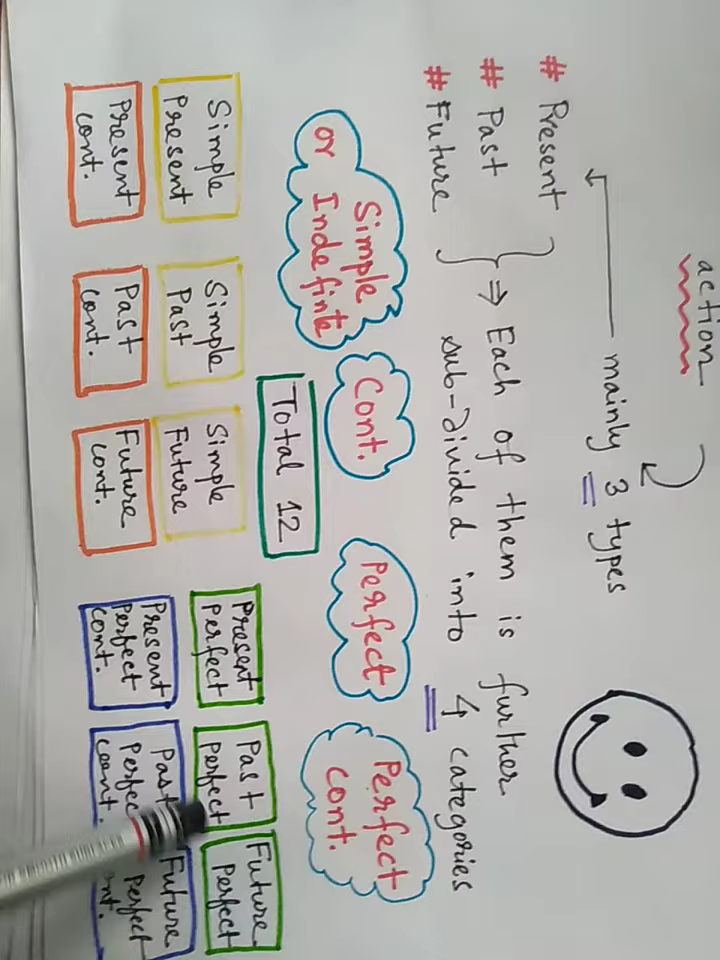 action
mainly 3 types
# Present
# Past
# Future
⇒ Each of them is further
sub-divided into 4 categories
Simple
or Indefinte
Cont.
Perfect
Perfect
cont.
Total 12
Simple
Present
Simple
Past
Simple
Future
Present
perfect
Past
perfect
Future
perfect
Present
cont.
Past
cont.
Future
cont.
Present
perfect
cont.
Past
cont.
Future
perfect